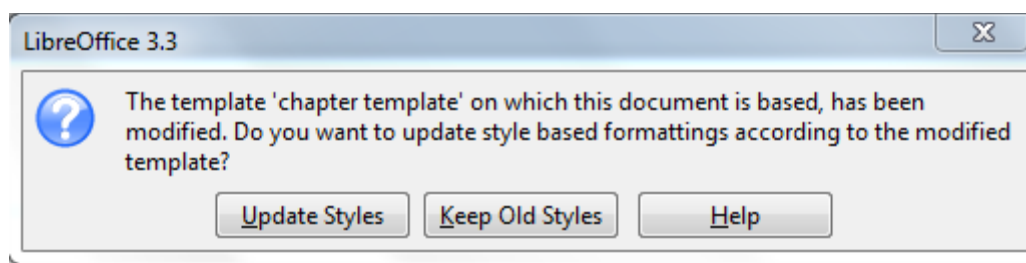 LibreOffice 3.3
The template 'chapter template' on which this document is based, has been
modified. Do you want to update style based formattings according to the modified
template?
Update Styles Keep Old Styles Help